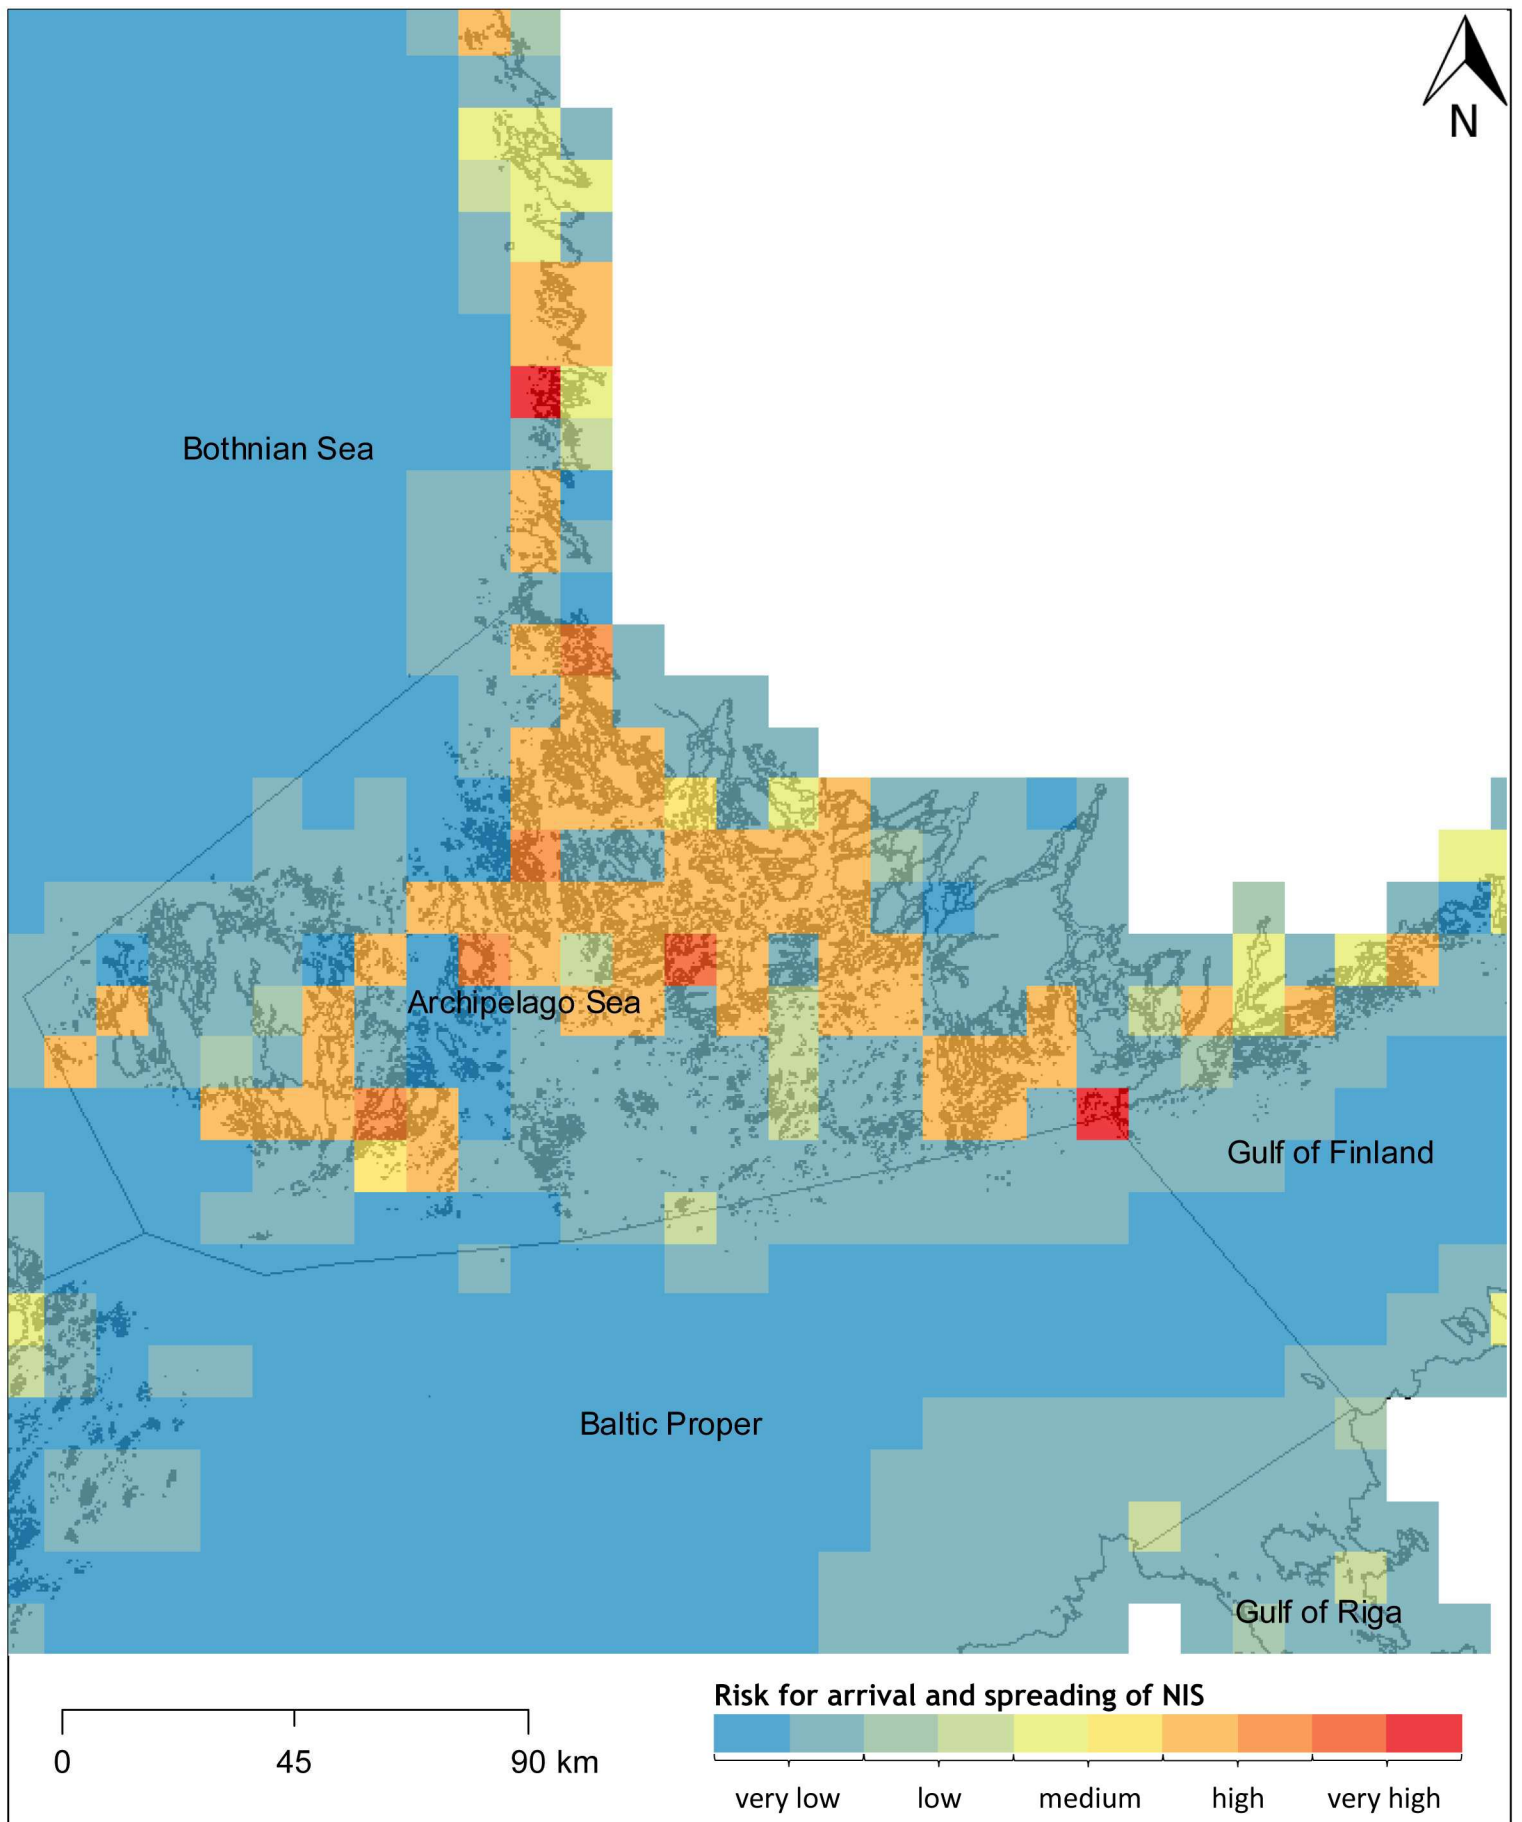 N
Bothnian Sea
Archipelago Sea
Gulf of Finland
Baltic Proper
Gulf of Riga
Risk for arrival and spreading of NIS
0 45 90 km
very low low medium high very high